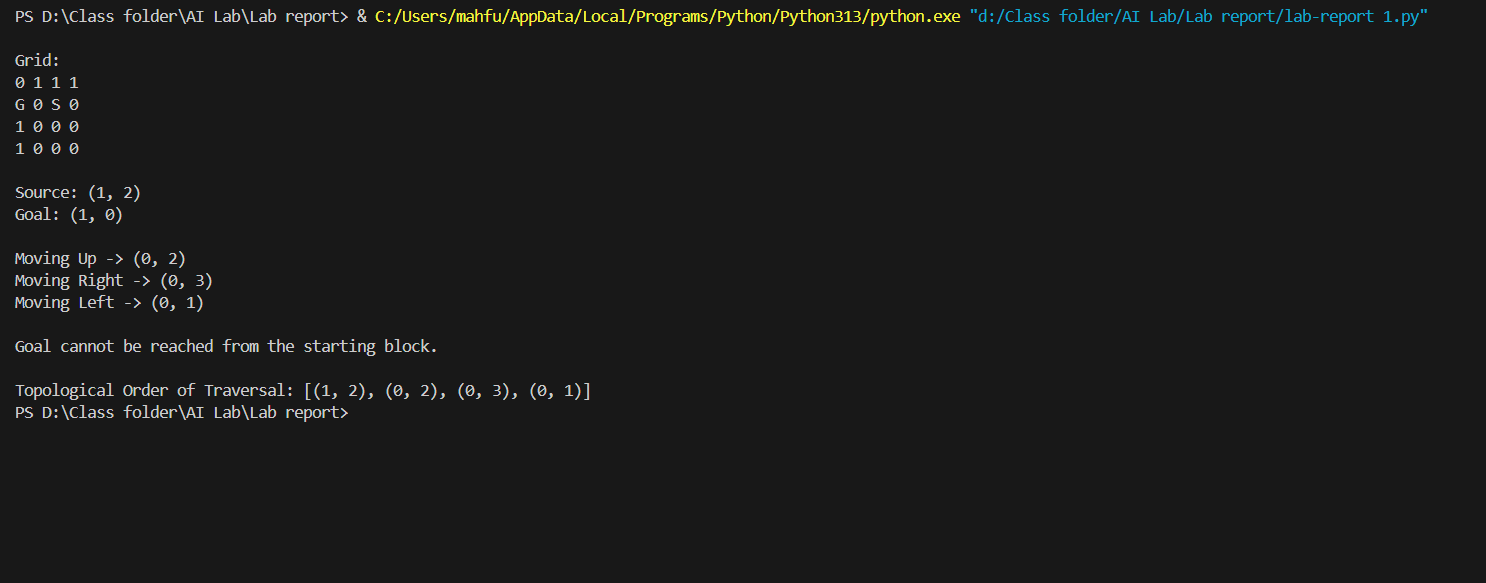 PS D:\Class folder\AI Lab\Lab report> & C:/Users/mahfu/AppData/Local/Programs/Python/Python313/python.exe "d:/Class folder/AI Lab/Lab report/lab-report 1.py"
Grid:
0 1 1 1
G 0 S 0
1 0 0 0
1 0 0 0
Source: (1, 2)
Goal: (1, 0)
Moving Up -> (0, 2)
Moving Right -> (0, 3)
Moving Left -> (0, 1)
Goal cannot be reached from the starting block.
Topological Order of Traversal: [(1, 2), (0, 2), (0, 3), (0, 1)]
PS D:\Class folder\AI Lab\Lab report>